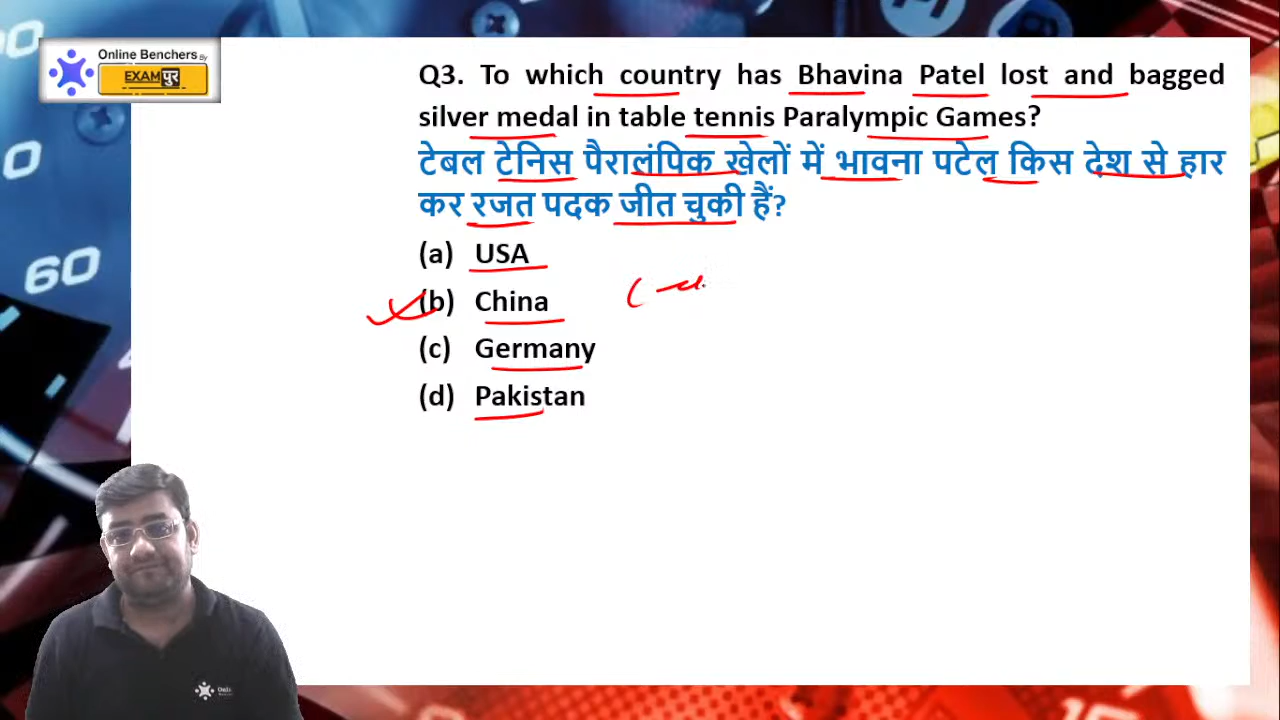 Online Benchers By
EXAMपुर
Q3. To which country has Bhavina Patel lost and bagged
silver medal in table tennis Paralympic Games?
टेबल टेनिस पैरालंपिक खेलों में भावना पटेल किस देश से हार
कर रजत पदक जीत चुकी हैं?
(a) USA
(b) China
(c) Germany
(d) Pakistan